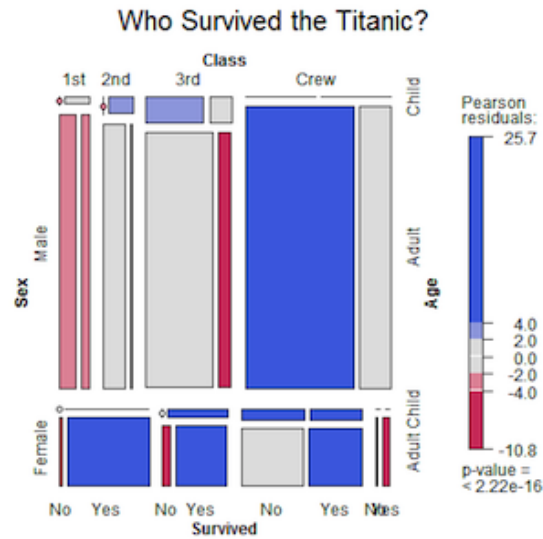 Who Survived the Titanic?
Class
1st 2nd 3rd Crew
Child
Adult
Male
Sex
Age
Child
Adult
Female
No Yes No Yes No Yes No Yes
Survived
Pearson
residuals:
25.7
4.0
2.0
0.0
-2.0
-4.0
-10.8
p-value =
< 2.22e-16